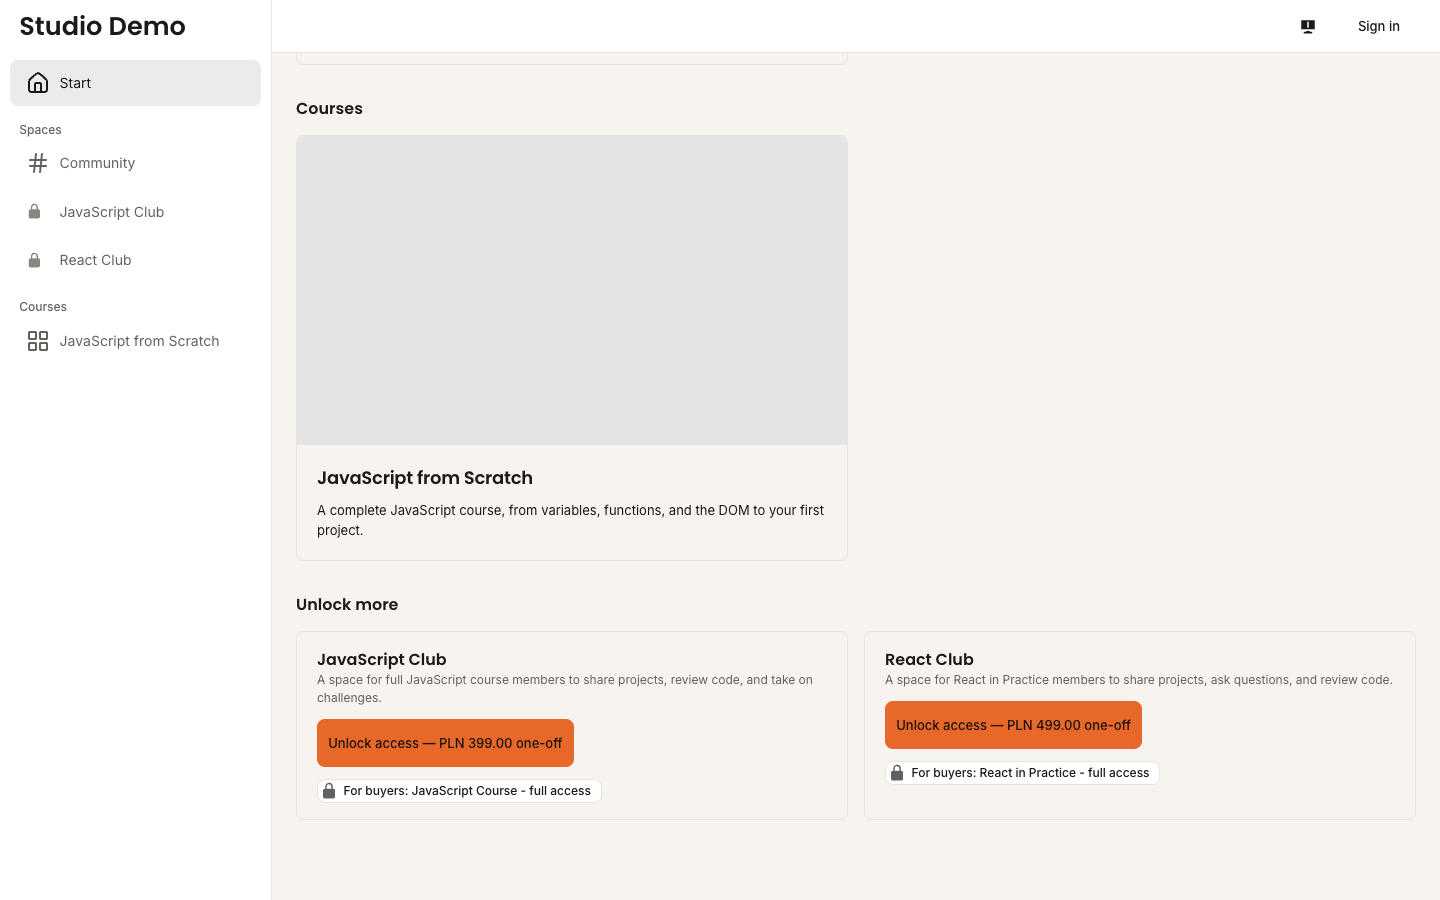 Studio Demo
Sign in
Start
Spaces
Community
JavaScript Club
React Club
Courses
JavaScript from Scratch
Courses
JavaScript from Scratch
A complete JavaScript course, from variables, functions, and the DOM to your first
project.
Unlock more
JavaScript Club
A space for full JavaScript course members to share projects, review code, and take on
challenges.
Unlock access — PLN 399.00 one-off
For buyers: JavaScript Course - full access
React Club
A space for React in Practice members to share projects, ask questions, and review code.
Unlock access — PLN 499.00 one-off
For buyers: React in Practice - full access